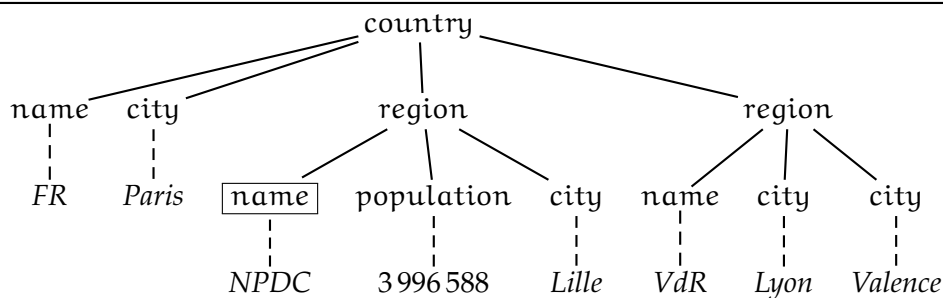 country
name city region region
FR Paris name population city name city city
NPDC 3 996 588 Lille VdR Lyon Valence